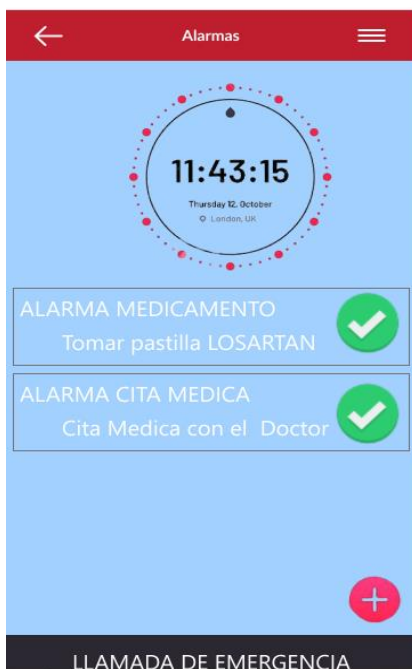 Alarmas
11:43:15
Thursday 12, October
London, UK
ALARMA MEDICAMENTO
Tomar pastilla LOSARTAN
ALARMA CITA MEDICA
Cita Medica con el Doctor
LLAMADA DE EMERGENCIA